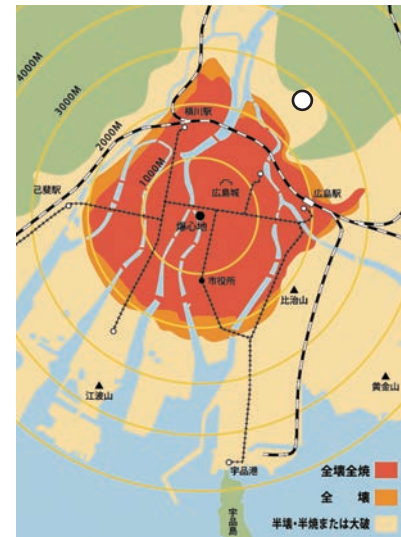 4000M
3000M
2000M
1000M
横川駅
己斐駅
広島城
広島駅
爆心地
市役所
比治山
江波山
黄金山
宇品港
宇品島
全壊全焼
全　壊
半壊・半焼または大破